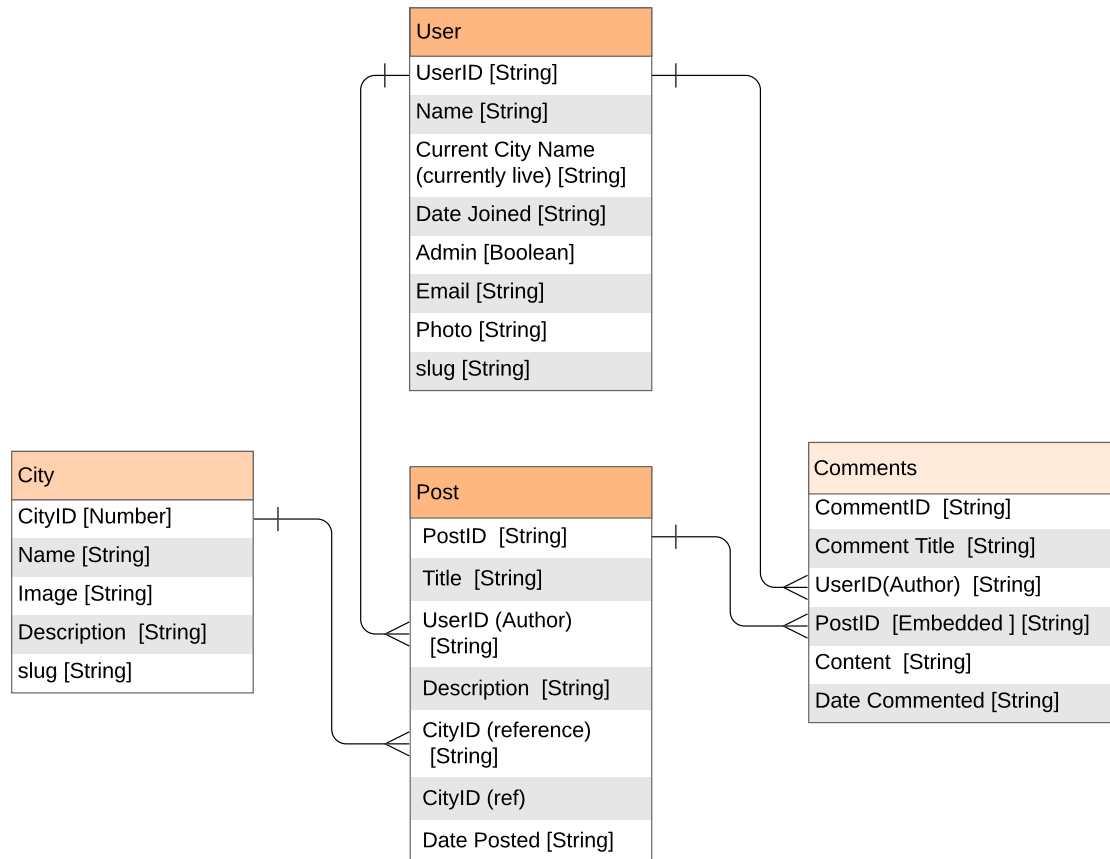 User
UserID [String]
Name [String]
Current City Name
(currently live) [String]
Date Joined [String]
Admin [Boolean]
Email [String]
Photo [String]
slug [String]
City
CityID [Number]
Name [String]
Image [String]
Description  [String]
slug [String]
Post
PostID  [String]
Title  [String]
UserID (Author)
[String]
Description  [String]
CityID (reference)
[String]
CityID (ref)
Date Posted [String]
Comments
CommentID  [String]
Comment Title  [String]
UserID(Author)  [String]
PostID  [Embedded ] [String]
Content  [String]
Date Commented [String]